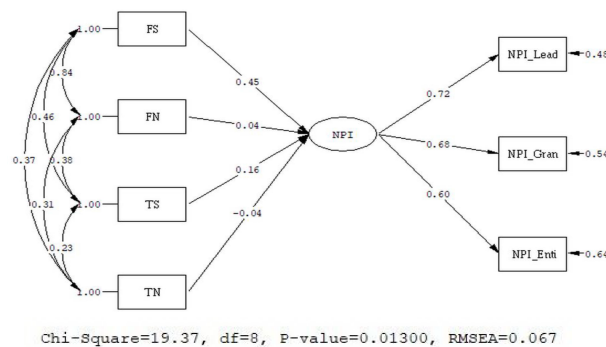 1.00
FS
0.84
0.45
NPI_Lead
0.48
0.46
1.00
FN
0.04
NPI
0.72
0.37
0.38
0.68
NPI_Gran
0.54
0.31
1.00
TS
0.16
0.60
0.23
-0.04
NPI_Enti
0.64
1.00
TN
Chi-Square=19.37, df=8, P-value=0.01300, RMSEA=0.067